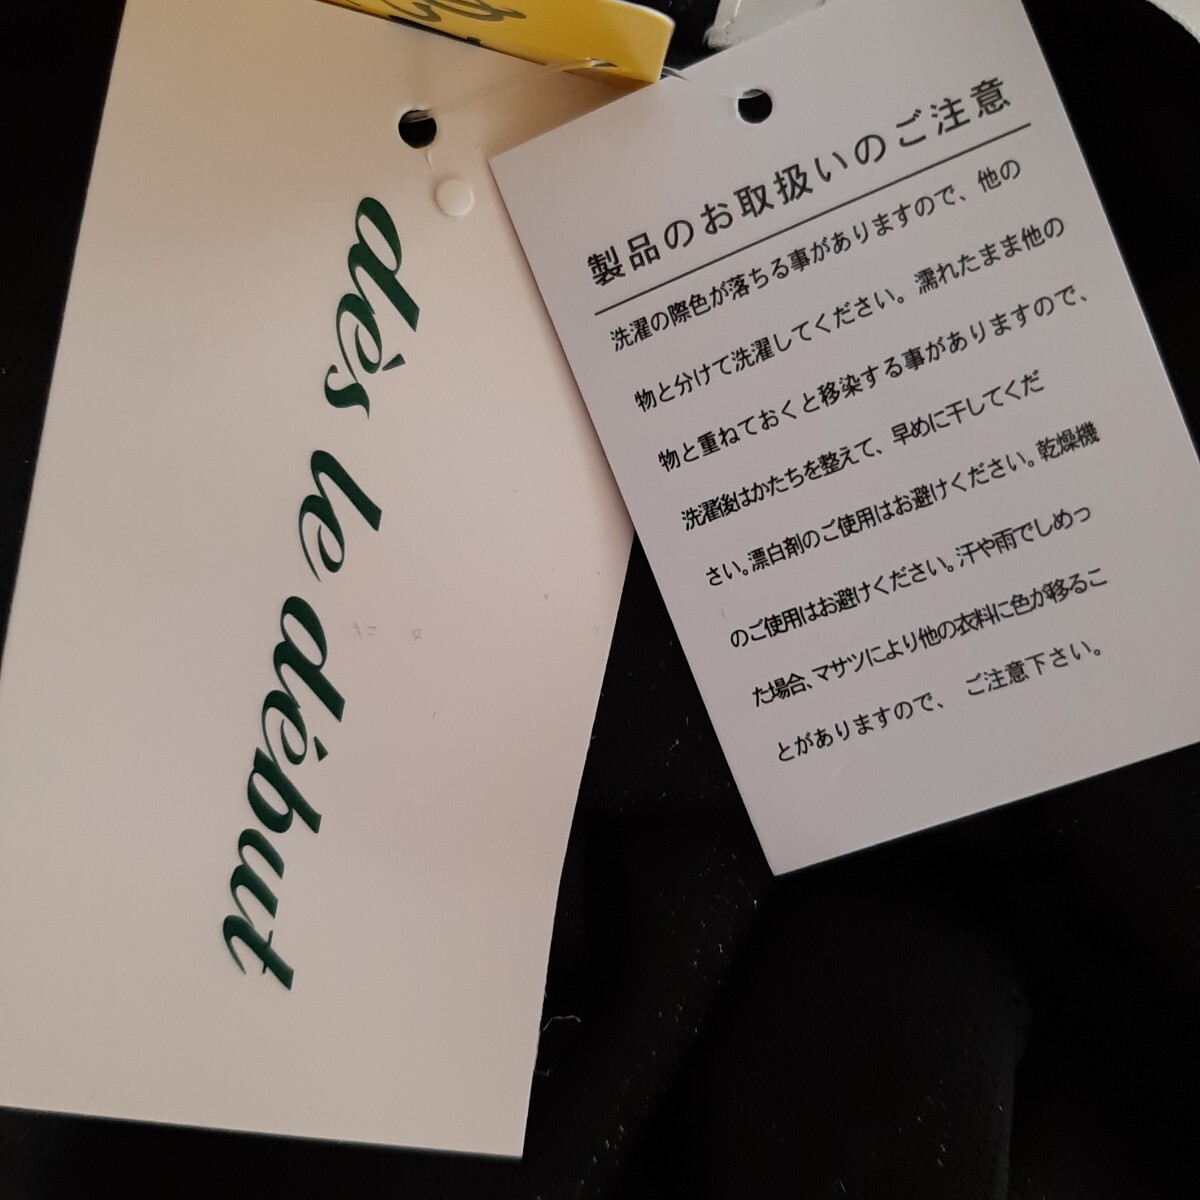 dès le dèbut
製品のお取扱いのご注意
洗濯の際色が落ちる事がありますので、他の
物と分けて洗濯してください。濡れたまま他の
物と重ねておくと移染する事がありますので、
洗濯後はかたちを整えて、早めに干してくだ
さい。漂白剤のご使用はお避けください。乾燥機
のご使用はお避けください。汗や雨でしめっ
た場合、マサツにより他の衣料に色が移るこ
とがありますので、 ご注意下さい。